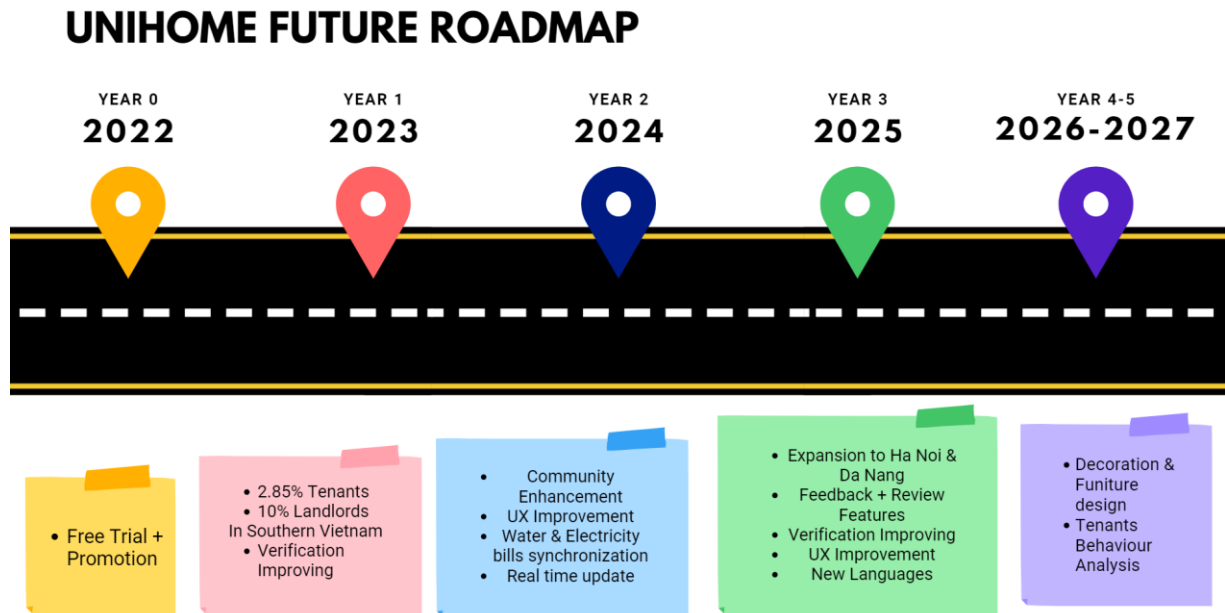 UNIHOME FUTURE ROADMAP
YEAR 0
2022
YEAR 1
2023
YEAR 2
2024
YEAR 3
2025
YEAR 4-5
2026-2027
• Free Trial +
Promotion
• 2.85% Tenants
• 10% Landlords
In Southern Vietnam
• Verification
Improving
• Community
Enhancement
• UX Improvement
• Water & Electricity
bills synchronization
• Real time update
• Expansion to Ha Noi &
Da Nang
• Feedback + Review
Features
• Verification Improving
• UX Improvement
• New Languages
• Decoration &
Funiture
design
• Tenants
Behaviour
Analysis